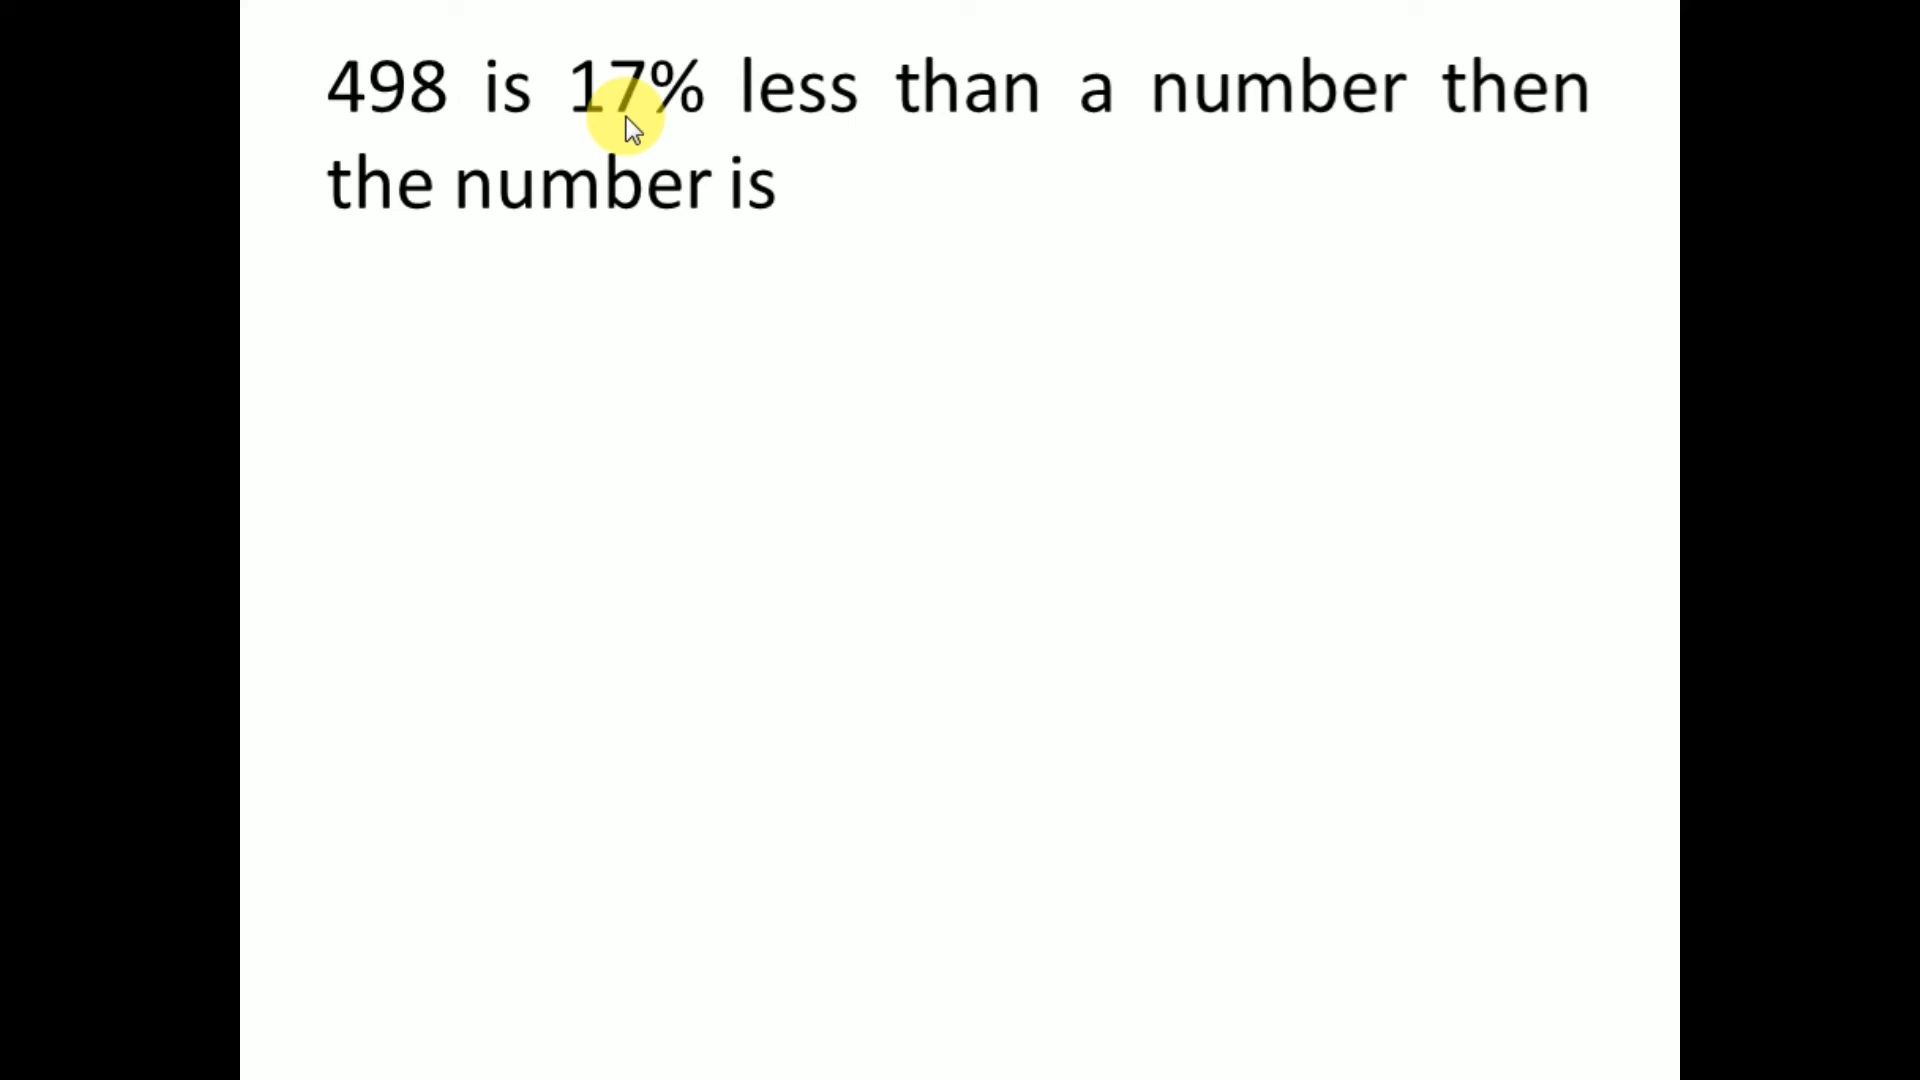 498 is 17% less than a number then
the number is